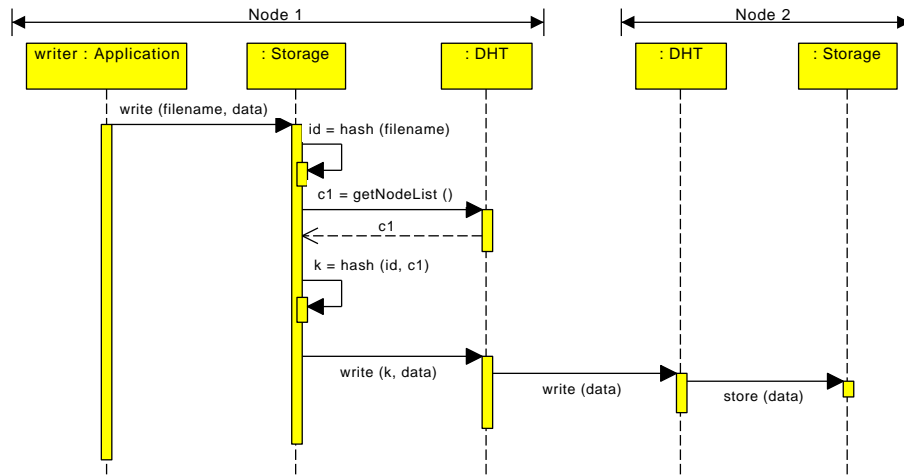 Node 1
Node 2
writer : Application
: Storage
: DHT
: DHT
: Storage
write (filename, data)
id = hash (filename)
c1 = getNodeList ()
c1
k = hash (id, c1)
write (k, data)
write (data)
store (data)